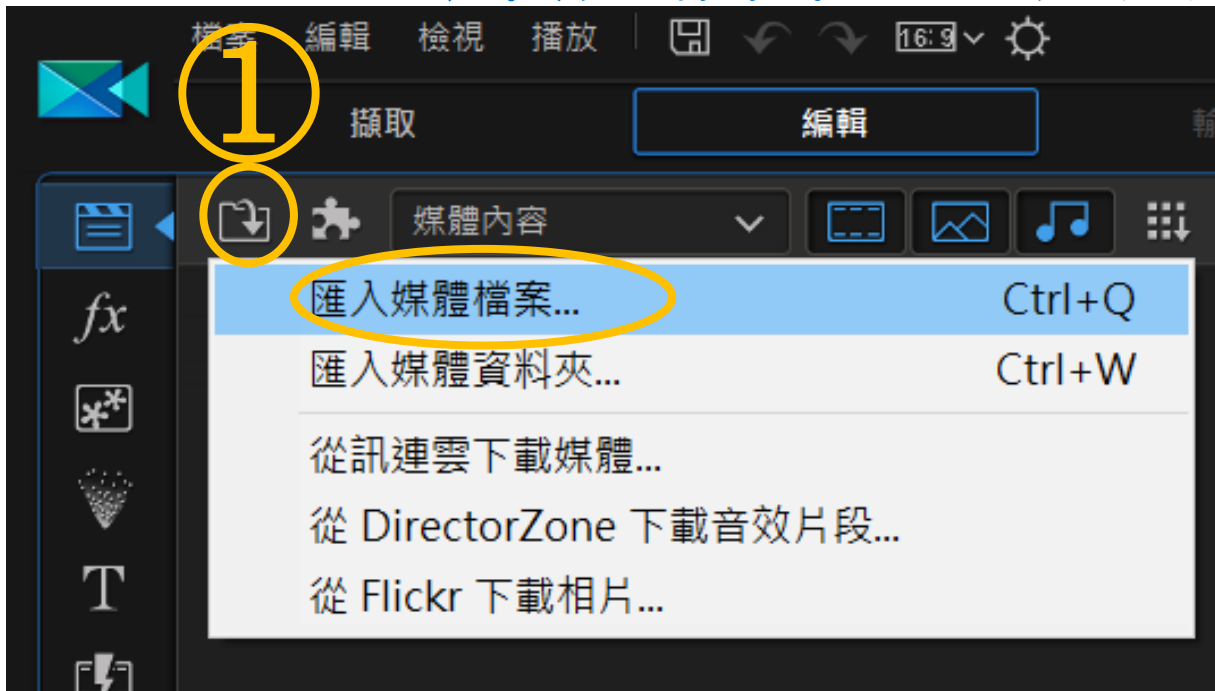 檔案 編輯 檢視 播放 16:9
①
擷取 編輯
媒體內容
匯入媒體檔案... Ctrl+Q
fx
匯入媒體資料夾... Ctrl+W
從訊連雲下載媒體...
從 DirectorZone 下載音效片段...
T
從 Flickr 下載相片...